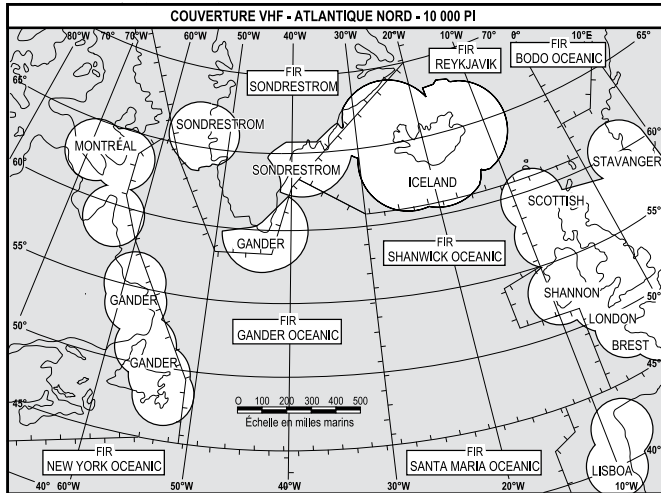 COUVERTURE VHF - ATLANTIQUE NORD - 10 000 PI
80°W 70°W 70°W 60°W 50°W 40°W 30°W 20°W 10°W 0°W 10°E 65°
FIR
SONDRESTROM
FIR
REYKJAVIK
FIR
BODO OCEANIC
65°
60°
MONTRÉAL
SONDRESTROM
SONDRESTROM
ICELAND
STAVANGER
SCOTTISH
60°
55°
GANDER
FIR
SHANWICK OCEANIC
55°
50°
GANDER
SHANNON
LONDON
BREST
50°
FIR
GANDER OCEANIC
GANDER
45°
0 100 200 300 400 500
Échelle en milles marins
45°
FIR
NEW YORK OCEANIC
FIR
SANTA MARIA OCEANIC
LISBOA
40°
40° 60°W 50°W 40°W 30°W 20°W 10°W